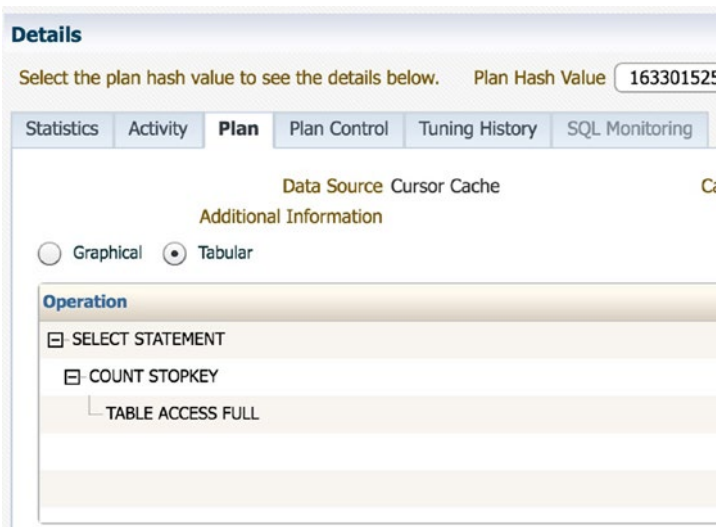 Details
Select the plan hash value to see the details below. Plan Hash Value 163301525
Statistics Activity Plan Plan Control Tuning History SQL Monitoring
Data Source Cursor Cache Ca
Additional Information
Graphical Tabular
Operation
SELECT STATEMENT
COUNT STOPKEY
TABLE ACCESS FULL